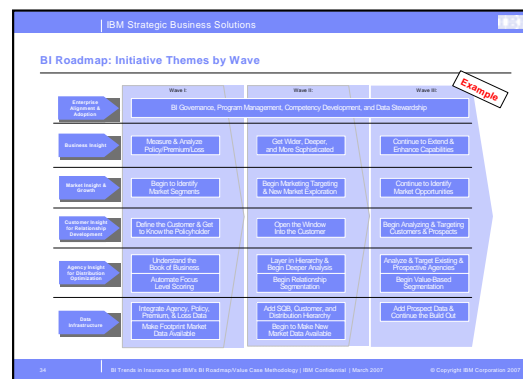 IBM Strategic Business Solutions
BI Roadmap: Initiative Themes by Wave
Example
Wave I:
Wave II:
Wave III:
Enterprise
Alignment &
Adoption
BI Governance, Program Management, Competency Development, and Data Stewardship
Business Insight
Measure & Analyze
Policy/Premium/Loss
Get Wider, Deeper,
and More Sophisticated
Continue to Extend &
Enhance Capabilities
Market Insight &
Growth
Begin to Identify
Market Segments
Begin Marketing Targeting
& New Market Exploration
Continue to Identify
Market Opportunities
Customer Insight
for Relationship
Development
Define the Customer & Get
to Know the Policyholder
Open the Window
Into the Customer
Begin Analyzing & Targeting
Customers & Prospects
Agency Insight
for Distribution
Optimization
Understand the
Book of Business
Automate Focus
Level Scoring
Layer in Hierarchy &
Begin Deeper Analysis
Begin Relationship
Segmentation
Analyze & Target Existing &
Prospective Agencies
Begin Value-Based
Segmentation
Data
Infrastructure
Integrate Agency, Policy,
Premium, & Loss Data
Make Footprint Market
Data Available
Add SQB, Customer, and
Distribution Hierarchy
Begin to Make New
Market Data Available
Add Prospect Data &
Continue the Build Out
34
BI Trends in Insurance and IBM's BI Roadmap/Value Case Methodology | IBM Confidential | March 2007
© Copyright IBM Corporation 2007